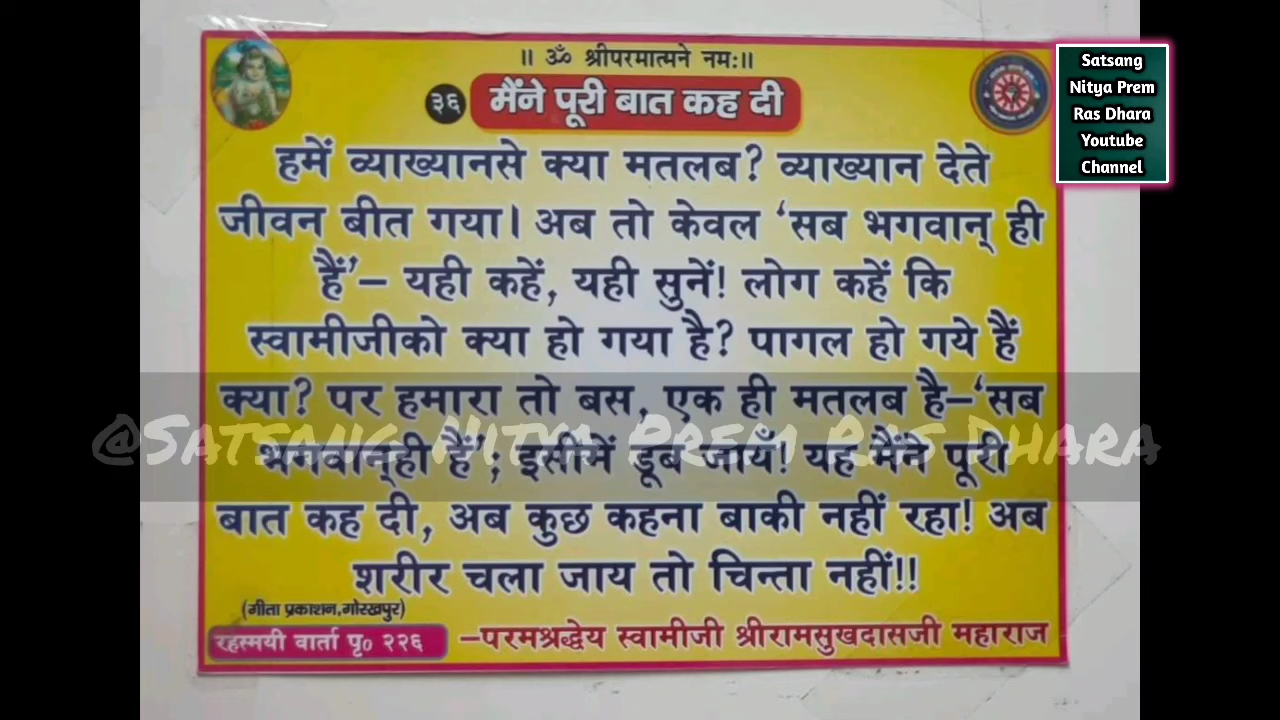 ॥ ॐ श्रीपरमात्मने नमः॥
३६ मैंने पूरी बात कह दी
हमें व्याख्यानसे क्या मतलब? व्याख्यान देते
जीवन बीत गया। अब तो केवल ‘सब भगवान् ही
हैं’– यही कहें, यही सुनें! लोग कहें कि
स्वामीजीको क्या हो गया है? पागल हो गये हैं
क्या? पर हमारा तो बस, एक ही मतलब है–‘सब
भगवान्‌ही हैं’; इसीमें डूब जायँ! यह मैंने पूरी
बात कह दी, अब कुछ कहना बाकी नहीं रहा! अब
शरीर चला जाय तो चिन्ता नहीं!!
(गीता प्रकाशन,गोरखपुर)
रहस्मयी वार्ता पृ० २२६
–परमश्रद्धेय स्वामीजी श्रीरामसुखदासजी महाराज
Satsang
Nitya Prem
Ras Dhara
Youtube
Channel
@Satsang Nitya Prem Ras Dhara